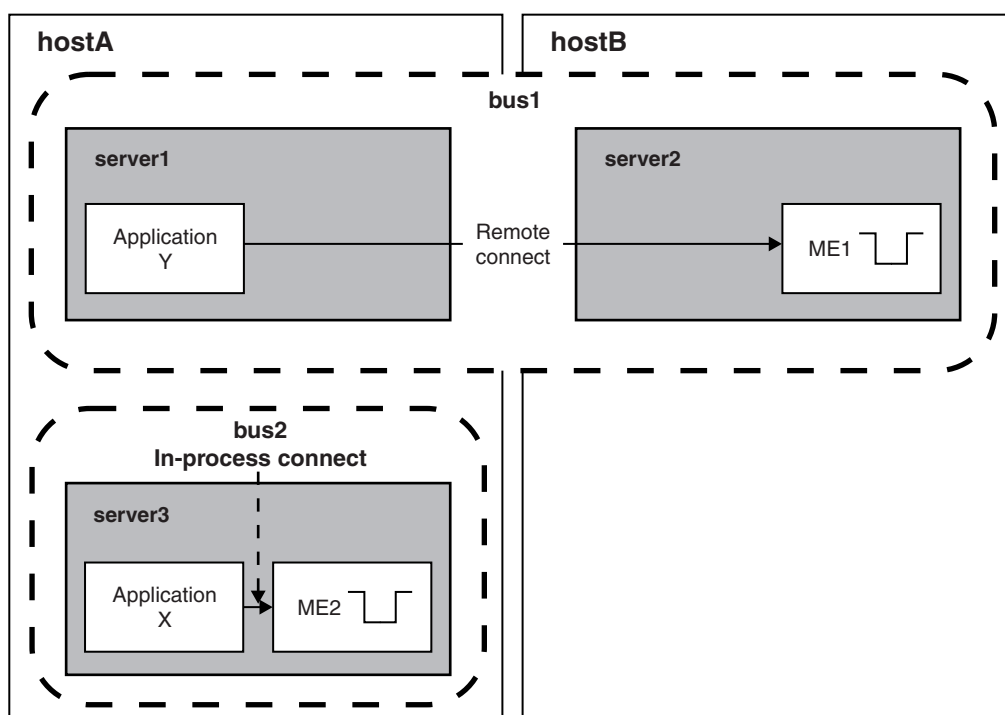 hostA
hostB
bus1
server1
server2
Application
Y
Remote
connect
ME1
bus2
In-process connect
server3
Application
X
ME2